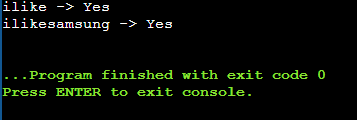 ilike -> Yes
ilikesamsung -> Yes
...Program finished with exit code 0
Press ENTER to exit console.